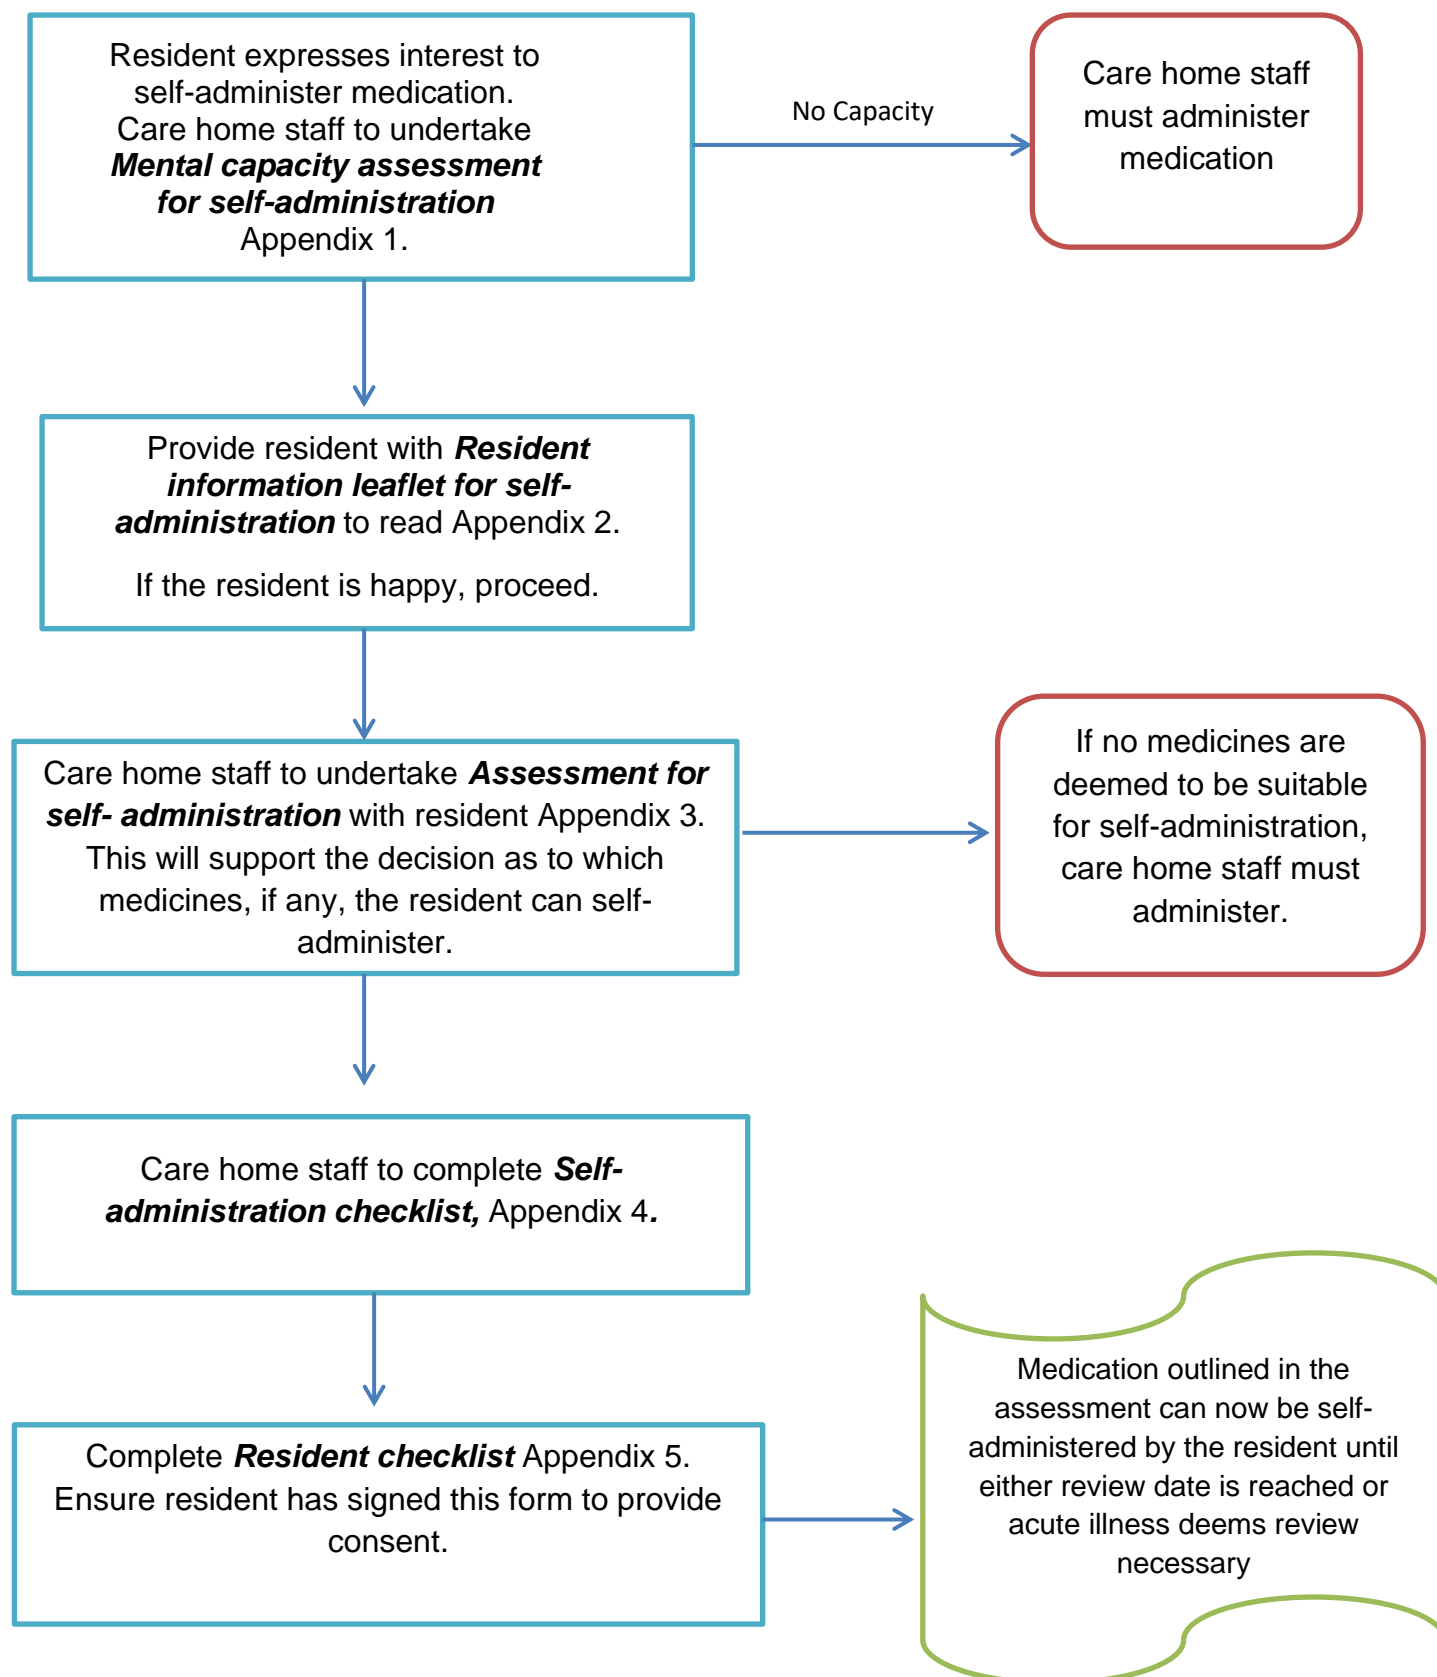 Resident expresses interest to
self-administer medication.
Care home staff to undertake
Mental capacity assessment
for self-administration
Appendix 1.
No Capacity
Care home staff
must administer
medication
Provide resident with Resident
information leaflet for self-
administration to read Appendix 2.
If the resident is happy, proceed.
Care home staff to undertake Assessment for
self- administration with resident Appendix 3.
This will support the decision as to which
medicines, if any, the resident can self-
administer.
If no medicines are
deemed to be suitable
for self-administration,
care home staff must
administer.
Care home staff to complete Self-
administration checklist, Appendix 4.
Complete Resident checklist Appendix 5.
Ensure resident has signed this form to provide
consent.
Medication outlined in the
assessment can now be self-
administered by the resident until
either review date is reached or
acute illness deems review
necessary